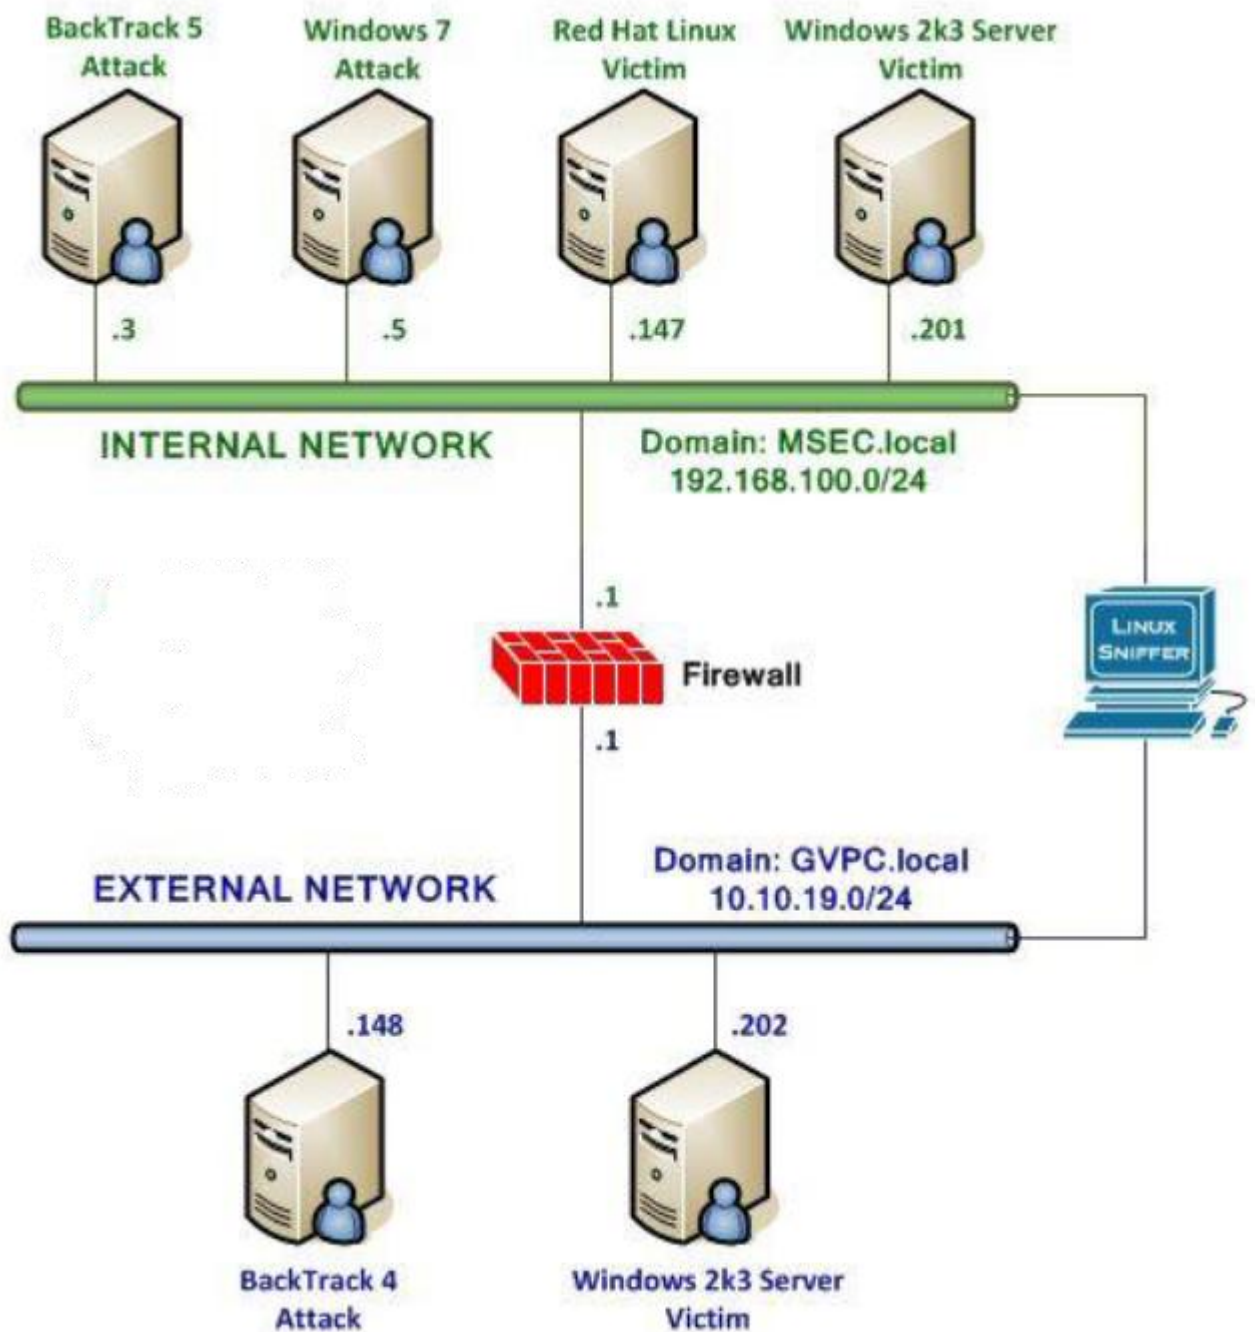 BackTrack 5
Attack
Windows 7
Attack
Red Hat Linux
Victim
Windows 2k3 Server
Victim
.3
.5
.147
.201
INTERNAL NETWORK
Domain: MSEC.local
192.168.100.0/24
.1
Firewall
LINUX
SNIFFER
.1
EXTERNAL NETWORK
Domain: GVPC.local
10.10.19.0/24
.148
.202
BackTrack 4
Attack
Windows 2k3 Server
Victim